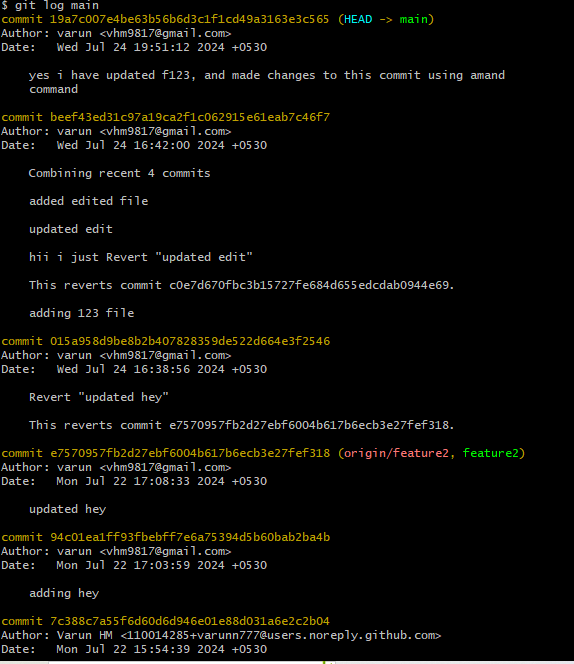 $ git log main
commit 19a7c007e4be63b56b6d3c1f1cd49a3163e3c565 (HEAD -> main)
Author: varun <vhm9817@gmail.com>
Date:   Wed Jul 24 19:51:12 2024 +0530
yes i have updated f123, and made changes to this commit using amand
command
commit beef43ed31c97a19ca2f1c062915e61eab7c46f7
Author: varun <vhm9817@gmail.com>
Date:   Wed Jul 24 16:42:00 2024 +0530
Combining recent 4 commits
added edited file
updated edit
hii i just Revert "updated edit"
This reverts commit c0e7d670fbc3b15727fe684d655edcdab0944e69.
adding 123 file
commit 015a958d9be8b2b407828359de522d664e3f2546
Author: varun <vhm9817@gmail.com>
Date:   Wed Jul 24 16:38:56 2024 +0530
Revert "updated hey"
This reverts commit e7570957fb2d27ebf6004b617b6ecb3e27fef318.
commit e7570957fb2d27ebf6004b617b6ecb3e27fef318 (origin/feature2, feature2)
Author: varun <vhm9817@gmail.com>
Date:   Mon Jul 22 17:08:33 2024 +0530
updated hey
commit 94c01ea1ff93fbebff7e6a75394d5b60bab2ba4b
Author: varun <vhm9817@gmail.com>
Date:   Mon Jul 22 17:03:59 2024 +0530
adding hey
commit 7c388c7a55f6d60d6d946e01e88d031a6e2c2b04
Author: Varun HM <110014285+varunn777@users.noreply.github.com>
Date:   Mon Jul 22 15:54:39 2024 +0530